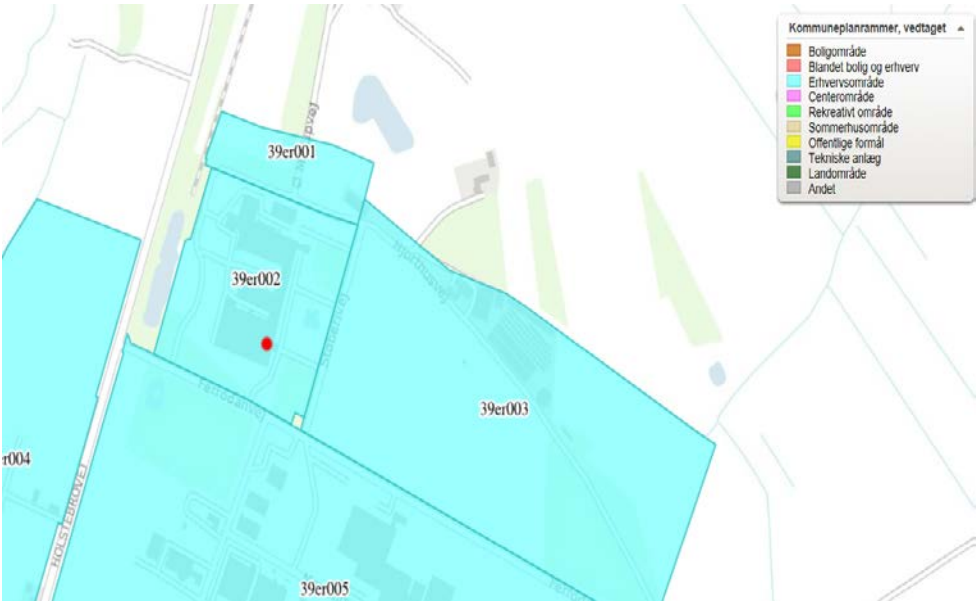 Kommuneplanrammer, vedtaget
Boligområde
Blandet bolig og erhverv
Erhvervsområde
Centerområde
Rekreativt område
Sommerhusområde
Offentlige formål
Tekniske anlæg
Landområde
Andet
39er001
39er002
Hjorthusvej
39er003
r004
HOLSTEBROVEJ
39er005